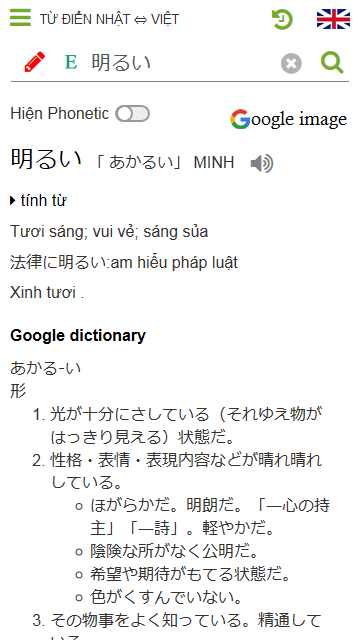 TỪ ĐIỂN NHẬT ⇔ VIỆT
E 明るい
Hiện Phonetic
Google image
明るい 「 あかるい」 MINH
tính từ
Tươi sáng; vui vẻ; sáng sủa
法律に明るい:am hiểu pháp luật
Xinh tươi .
Google dictionary
あかる-い
形
1. 光が十分にさしている（それゆえ物が
はっきり見える）状態だ。
2. 性格・表情・表現内容などが晴れ晴れ
している。
ほがらかだ。明朗だ。「―心の持
主」「―詩」。軽やかだ。
陰険な所がなく公明だ。
希望や期待がもてる状態だ。
色がくすんでいない。
3. その物事をよく知っている。精通して